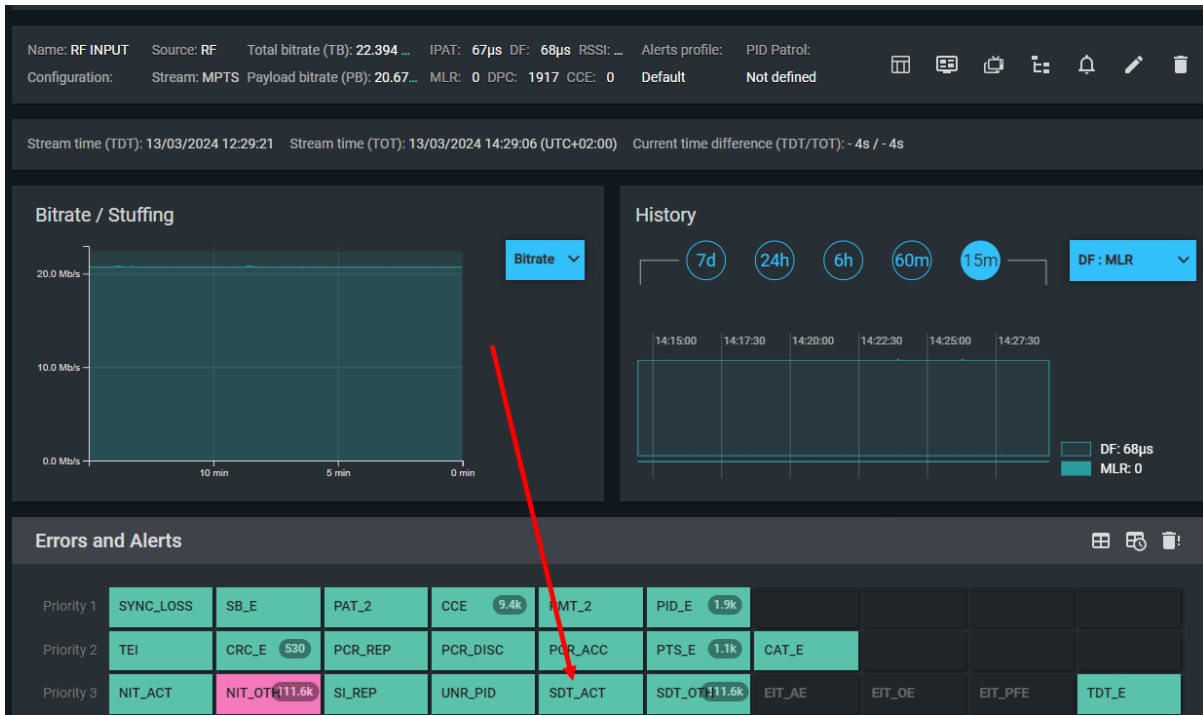 Name: RF INPUT Source: RF Total bitrate (TB): 22.394 ... IPAT: 67µs DF: 68µs RSSI: ... Alerts profile: PID Patrol:
Configuration: Stream: MPTS Payload bitrate (PB): 20.67... MLR: 0 DPC: 1917 CCE: 0 Default Not defined
Stream time (TDT): 13/03/2024 12:29:21 Stream time (TOT): 13/03/2024 14:29:06 (UTC+02:00) Current time difference (TDT/TOT): - 4s / - 4s
Bitrate / Stuffing
Bitrate
20.0 Mb/s
10.0 Mb/s
0.0 Mb/s
10 min 5 min 0 min
History
7d 24h 6h 60m 15m DF : MLR
14:15:00 14:17:30 14:20:00 14:22:30 14:25:00 14:27:30
DF: 68µs
MLR: 0
Errors and Alerts
Priority 1 SYNC_LOSS SB_E PAT_2 CCE 9.4k PMT_2 PID_E 1.9k
Priority 2 TEI CRC_E 530 PCR_REP PCR_DISC PCR_ACC PTS_E 1.1k CAT_E
Priority 3 NIT_ACT NIT_OTH 111.6k SI_REP UNR_PID SDT_ACT SDT_OTH 111.6k EIT_AE EIT_OE EIT_PFE TDT_E